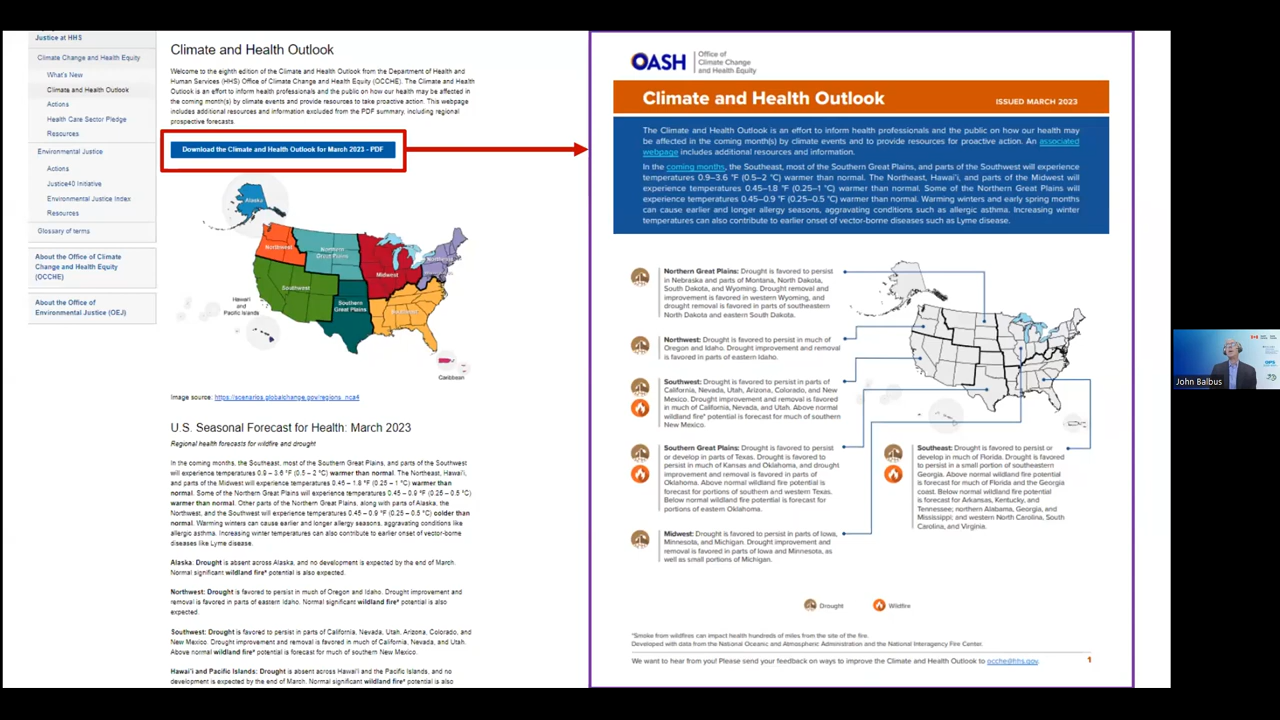 Justice at HHS
Climate Change and Health Equity
What's New
Climate and Health Outlook
Actions
Health Care Sector Pledge
Resources
Environmental Justice
Actions
Justice40 Initiative
Environmental Justice Index
Resources
Glossary of terms
About the Office of Climate
Change and Health Equity
(OCCHE)
About the Office of
Environmental Justice (OEJ)
Climate and Health Outlook
Welcome to the eighth edition of the Climate and Health Outlook from the Department of Health and
Human Services (HHS) Office of Climate Change and Health Equity (OCCHE). The Climate and Health
Outlook is an effort to inform health professionals and the public on how our health may be affected in
the coming month(s) by climate events and provide resources to take proactive action. This webpage
includes additional resources and information excluded from the PDF summary, including regional
prospective forecasts.
Download the Climate and Health Outlook for March 2023 - PDF
Alaska
Northwest
Northern
Great Plains
Midwest
Northeast
Southwest
Southern
Great Plains
Southeast
Hawai'i
and
Pacific Islands
Caribbean
Image source: https://scenarios.globalchange.gov/regions_nca4
U.S. Seasonal Forecast for Health: March 2023
Regional health forecasts for wildfire and drought
In the coming months, the Southeast, most of the Southern Great Plains, and parts of the Southwest
will experience temperatures 0.9 – 3.6 °F (0.5 – 2 °C) warmer than normal. The Northeast, Hawai'i,
and parts of the Midwest will experience temperatures 0.45 – 1.8 °F (0.25 – 1 °C) warmer than
normal. Some of the Northern Great Plains will experience temperatures 0.45 – 0.9 °F (0.25 – 0.5 °C)
warmer than normal. Other parts of the Northern Great Plains, along with parts of Alaska, the
Northwest, and the Southwest will experience temperatures 0.45 – 0.9 °F (0.25 – 0.5 °C) colder than
normal. Warming winters can cause earlier and longer allergy seasons, aggravating conditions like
allergic asthma. Increasing winter temperatures can also contribute to earlier onset of vector-borne
diseases like Lyme disease.
Alaska: Drought is absent across Alaska, and no development is expected by the end of March.
Normal significant wildland fire* potential is also expected.
Northwest: Drought is favored to persist in much of Oregon and Idaho. Drought improvement and
removal is favored in parts of eastern Idaho. Normal significant wildland fire* potential is also
expected.
Southwest: Drought is favored to persist in parts of California, Nevada, Utah, Arizona, Colorado, and
New Mexico. Drought improvement and removal is favored in much of California, Nevada, and Utah.
Above normal wildland fire* potential is forecast for much of southern New Mexico.
Hawai'i and Pacific Islands: Drought is absent across Hawai'i and the Pacific Islands, and no
development is expected by the end of March. Normal significant wildland fire* potential is also
OASH
Office of
Climate Change
and Health Equity
Climate and Health Outlook
ISSUED MARCH 2023
The Climate and Health Outlook is an effort to inform health professionals and the public on how our health may
be affected in the coming month(s) by climate events and to provide resources for proactive action. An associated
webpage includes additional resources and information.
In the coming months, the Southeast, most of the Southern Great Plains, and parts of the Southwest will experience
temperatures 0.9–3.6 °F (0.5–2 °C) warmer than normal. The Northeast, Hawai'i, and parts of the Midwest will
experience temperatures 0.45–1.8 °F (0.25–1 °C) warmer than normal. Some of the Northern Great Plains will
experience temperatures 0.45–0.9 °F (0.25–0.5 °C) warmer than normal. Warming winters and early spring months
can cause earlier and longer allergy seasons, aggravating conditions such as allergic asthma. Increasing winter
temperatures can also contribute to earlier onset of vector-borne diseases such as Lyme disease.
Northern Great Plains: Drought is favored to persist
in Nebraska and parts of Montana, North Dakota,
South Dakota, and Wyoming. Drought removal and
improvement is favored in western Wyoming, and
drought removal is favored in parts of southeastern
North Dakota and eastern South Dakota.
Northwest: Drought is favored to persist in much of
Oregon and Idaho. Drought improvement and removal
is favored in parts of eastern Idaho.
Southwest: Drought is favored to persist in parts of
California, Nevada, Utah, Arizona, Colorado, and New
Mexico. Drought improvement and removal is favored
in much of California, Nevada, and Utah. Above normal
wildland fire* potential is forecast for much of southern
New Mexico.
Southern Great Plains: Drought is favored to persist
or develop in parts of Texas. Drought is favored to
persist in much of Kansas and Oklahoma, and drought
improvement and removal is favored in parts of
Oklahoma. Above normal wildland fire* potential is
forecast for portions of southern and western Texas.
Below normal wildland fire potential is forecast for
portions of eastern Oklahoma.
Midwest: Drought is favored to persist in parts of Iowa,
Minnesota, and Michigan. Drought improvement and
removal is favored in parts of Iowa and Minnesota, as
well as small portions of Michigan.
Southeast: Drought is favored to persist or
develop in much of Florida. Drought is favored
to persist in a small portion of southeastern
Georgia. Above normal wildland fire potential
is forecast for much of Florida and the Georgia
coast. Below normal wildland fire potential
is forecast for Arkansas, Kentucky, and
Tennessee; northern Alabama, Georgia, and
Mississippi; and western North Carolina, South
Carolina, and Virginia.
Drought
Wildfire
*Smoke from wildfires can impact health hundreds of miles from the site of the fire.
Developed with data from the National Oceanic and Atmospheric Administration and the National Interagency Fire Center.
We want to hear from you! Please send your feedback on ways to improve the Climate and Health Outlook to ocche@hhs.gov.
1
John Balbus